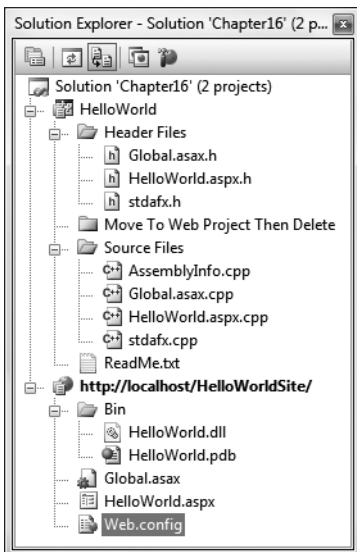 Solution Explorer - Solution 'Chapter16' (2 p...
Solution 'Chapter16' (2 projects)
HelloWorld
Header Files
h Global.asax.h
h HelloWorld.aspx.h
h stdafx.h
Move To Web Project Then Delete
Source Files
C++ AssemblyInfo.cpp
C++ Global.asax.cpp
C++ HelloWorld.aspx.cpp
C++ stdafx.cpp
ReadMe.txt
http://localhost/HelloWorldSite/
Bin
HelloWorld.dll
HelloWorld.pdb
Global.asax
HelloWorld.aspx
Web.config